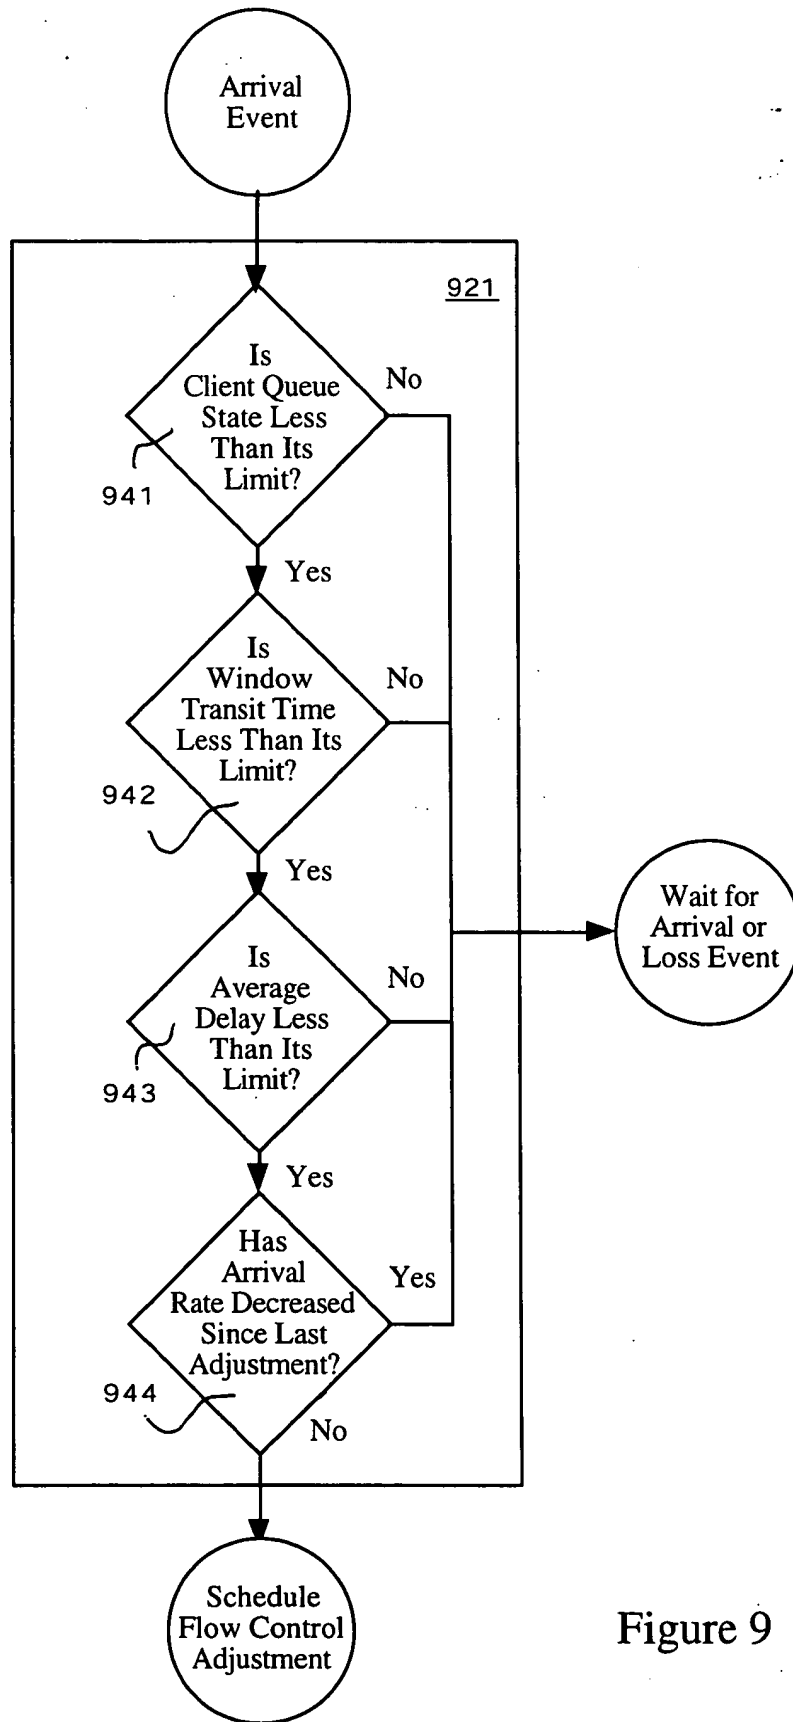 Arrival
Event
921
Is
Client Queue
State Less
Than Its
Limit?
No
941
Yes
Is
Window
Transit Time
Less Than Its
Limit?
No
942
Yes
Wait for
Arrival or
Loss Event
Is
Average
Delay Less
Than Its
Limit?
No
943
Yes
Has
Arrival
Rate Decreased
Since Last
Adjustment?
Yes
944
No
Schedule
Flow Control
Adjustment
Figure 9